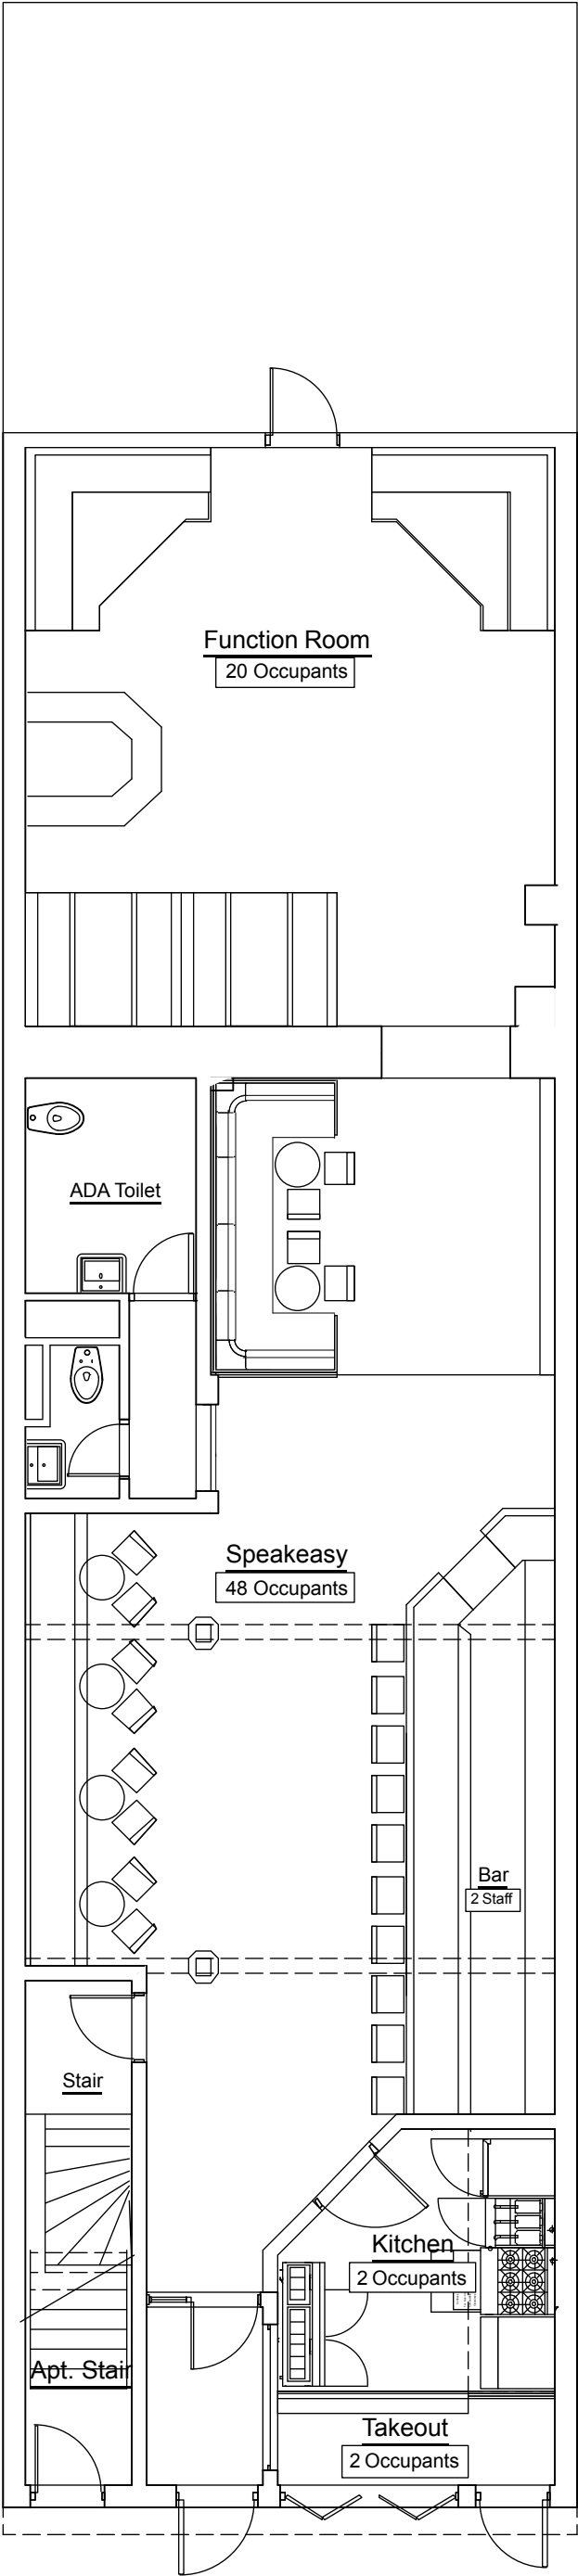 Function Room
20 Occupants
ADA Toilet
Speakeasy
48 Occupants
Bar
2 Staff
Stair
Kitchen
2 Occupants
Apt. Stair
Takeout
2 Occupants